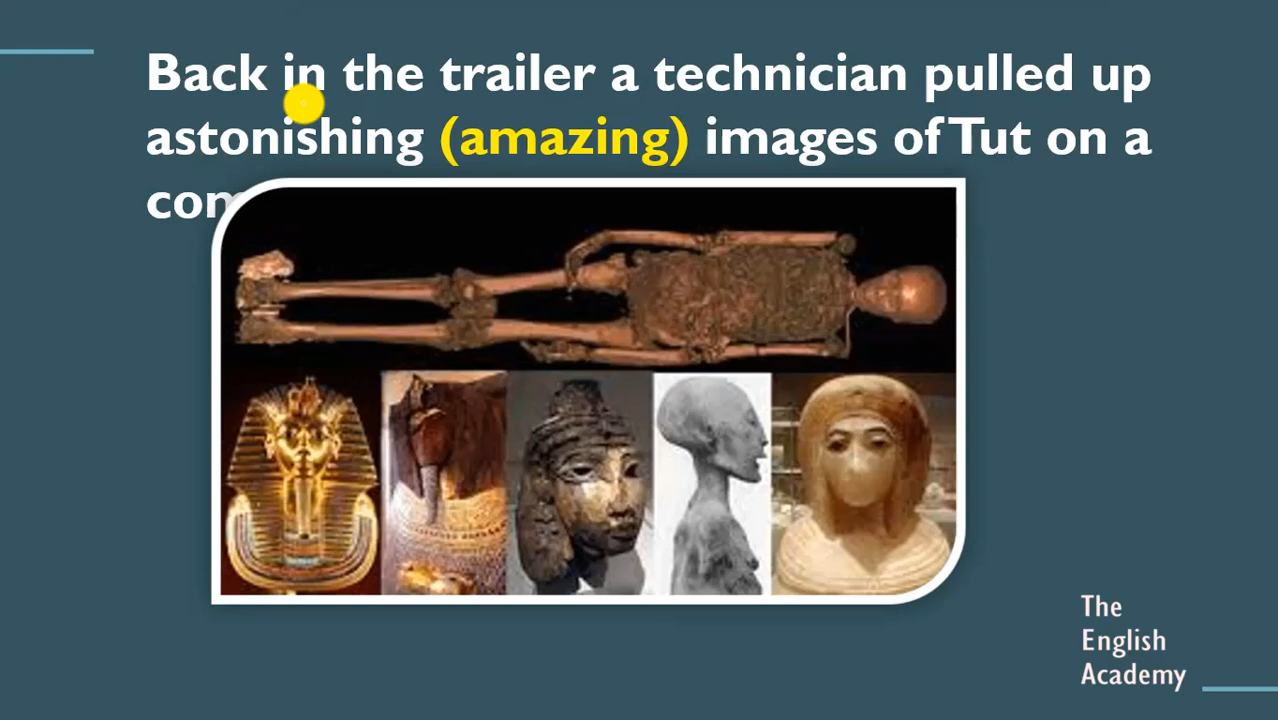 Back in the trailer a technician pulled up
astonishing (amazing) images of Tut on a
The
English
Academy